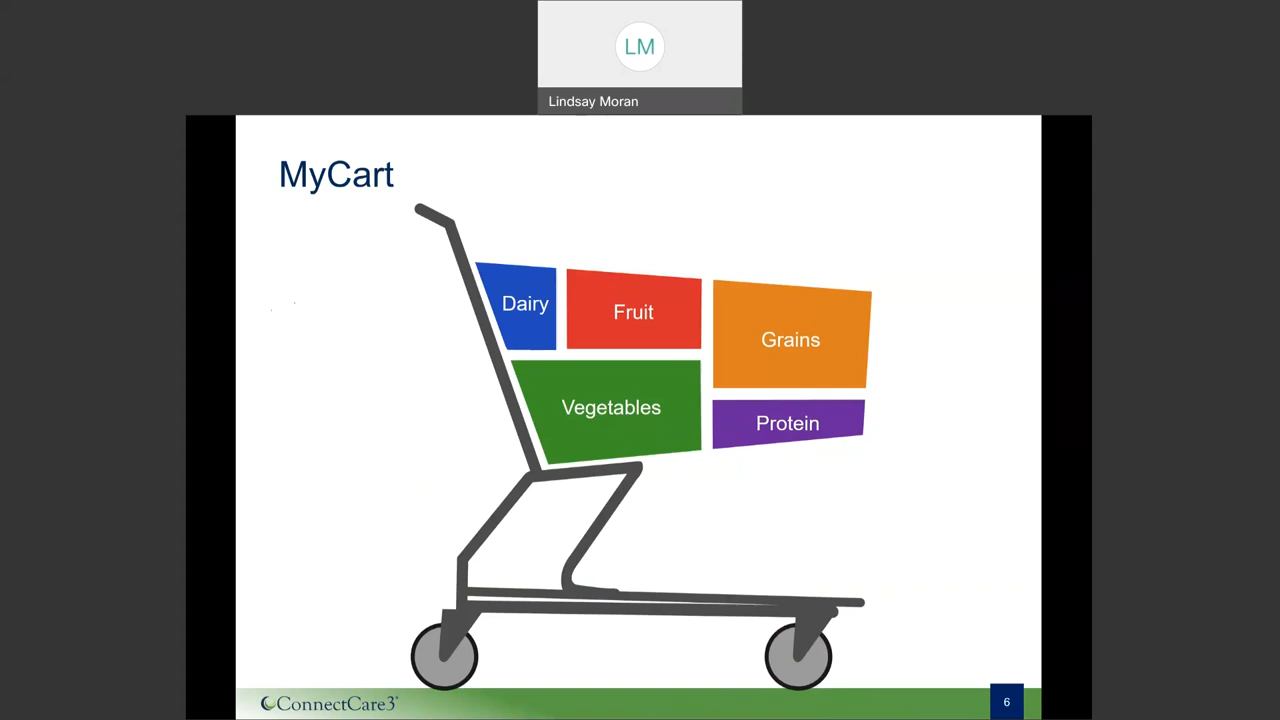 LM
Lindsay Moran
MyCart
Dairy
Fruit
Grains
Vegetables
Protein
ConnectCare3
6